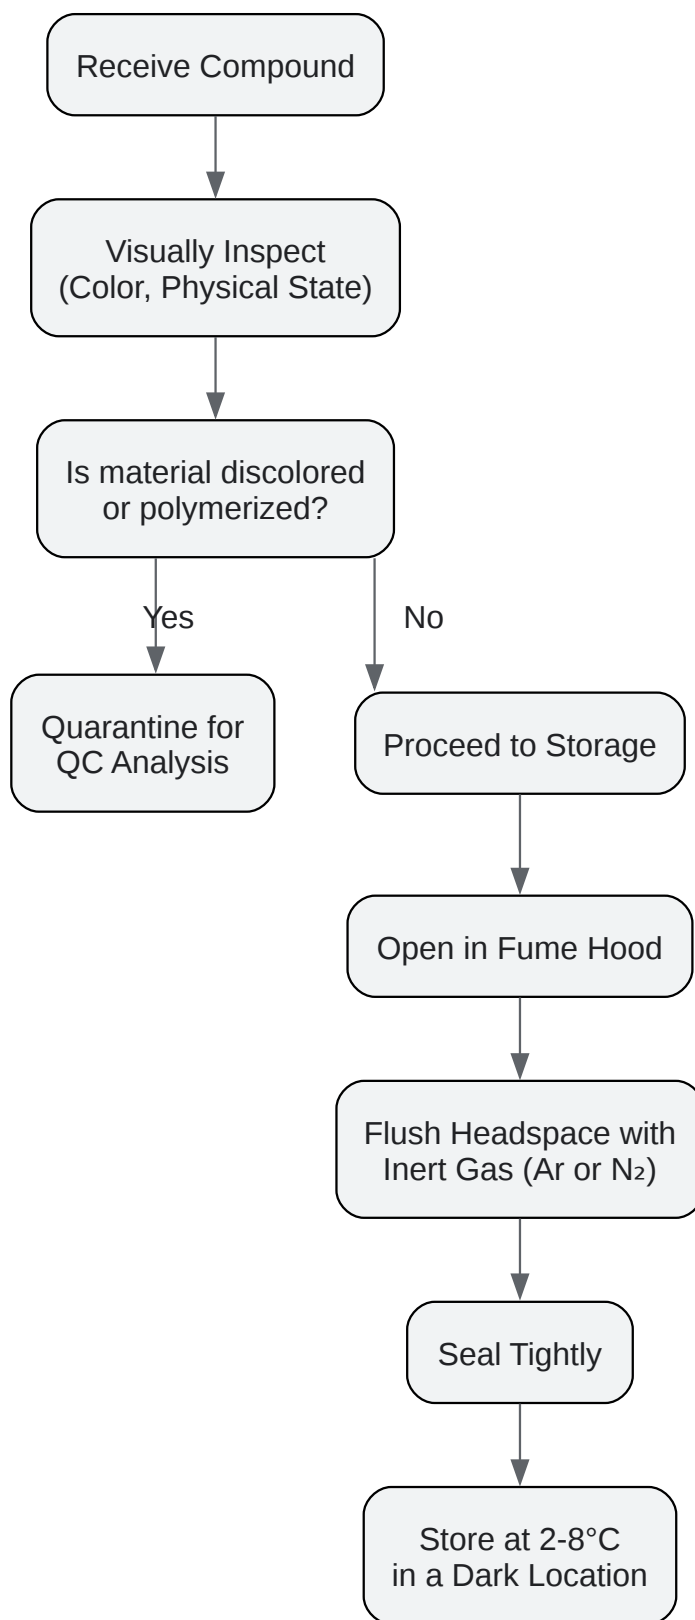 Receive Compound
Visually Inspect
(Color, Physical State)
Is material discolored
or polymerized?
Yes
No
Quarantine for
QC Analysis
Proceed to Storage
Open in Fume Hood
Flush Headspace with
Inert Gas (Ar or N₂)
Seal Tightly
Store at 2-8°C
in a Dark Location